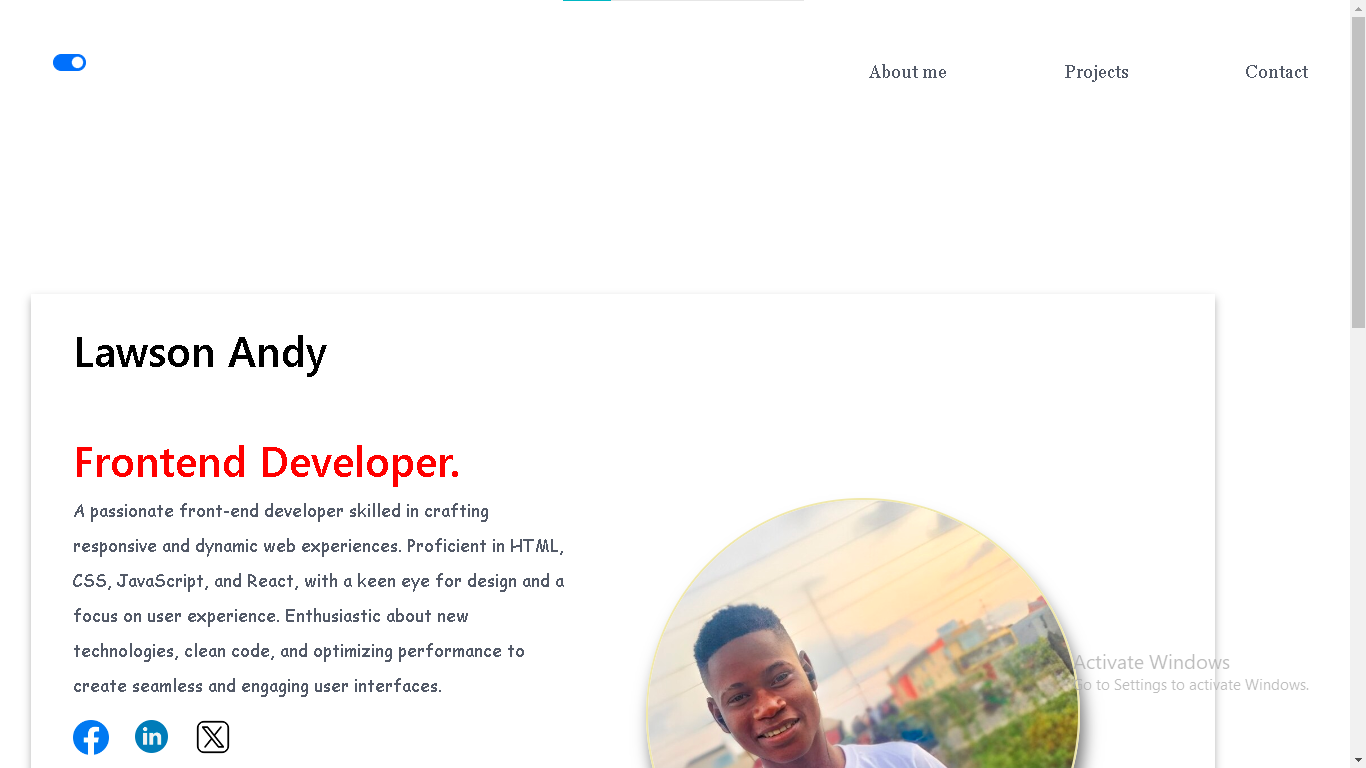 About me
Projects
Contact
Lawson Andy
Frontend Developer.
A passionate front-end developer skilled in crafting
responsive and dynamic web experiences. Proficient in HTML,
CSS, JavaScript, and React, with a keen eye for design and a
focus on user experience. Enthusiastic about new
technologies, clean code, and optimizing performance to
create seamless and engaging user interfaces.
Activate Windows
Go to Settings to activate Windows.